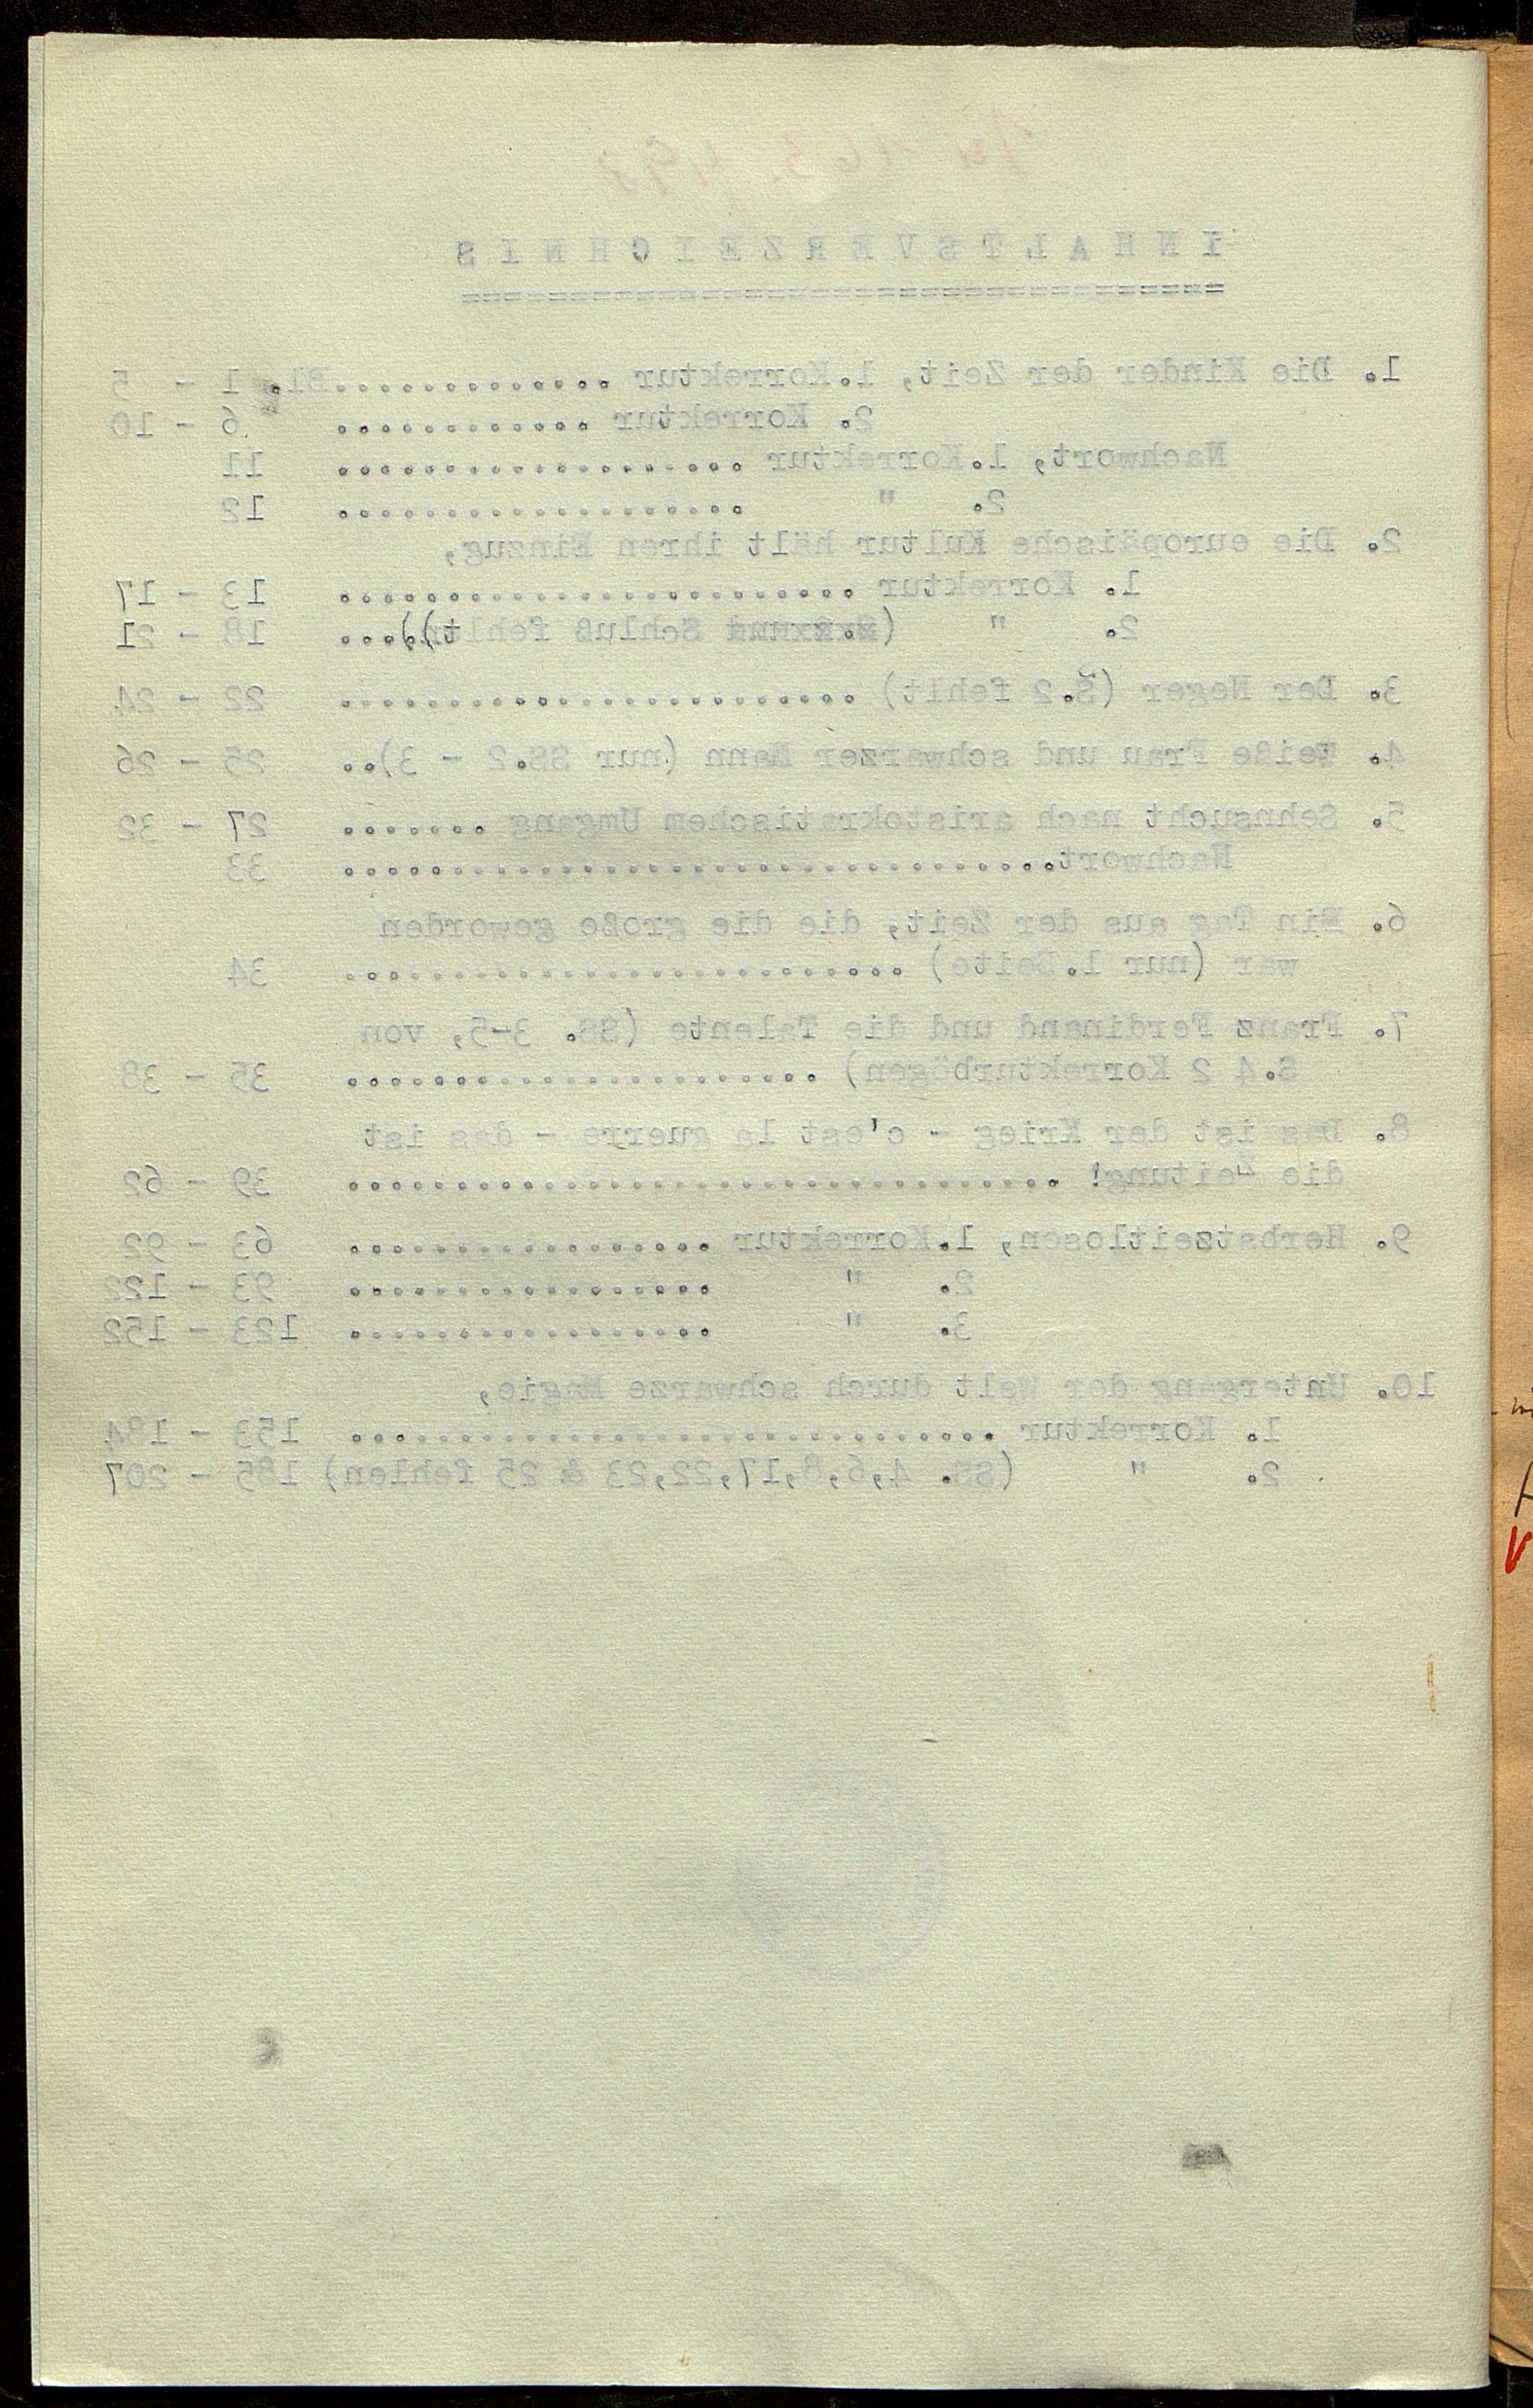 INHALTSVERZEICHNIS
==================================
1. Die Kinder der Zeit, 1.Korrektur .............Bl. 1 - 5
2. Korrektur ............ 6 - 10
Nachwort, 1.Korrektur ................... 11
2. " ................... 12
2. Die europäische Kultur hält ihren Einzug,
1. Korrektur ........................ 13 - 17
2. " ( Schluß fehlt).... 18 - 21
3. Der Neger (S.2 fehlt) ........................ 22 - 24
4. Weiße Frau und schwarzer Mann (nur SS.2 - 3).. 25 - 26
5. Sehnsucht nach aristokratischem Umgang ....... 27 - 32
Nachwort................................. 33
6. Ein Tag aus der Zeit, die die große geworden
war (nur 1.Seite) .......................... 34
7. Franz Ferdinand und die Talente (SS. 3-5, von
S.4 2 Korrekturbögen) ...................... 35 - 38
8. Das ist der Krieg - c'est la guerre - das ist
die Zeitung! ................................. 39 - 62
9. Herbstzeitlosen, 1.Korrektur ................. 63 - 92
2. " ................. 93 - 122
3. " ................. 123 - 152
10. Untergang der Welt durch schwarze Magie,
1. Korrektur .............................. 153 - 184
2. " (SS. 4,6,8,17,22,23 & 25 fehlen) 185 - 207